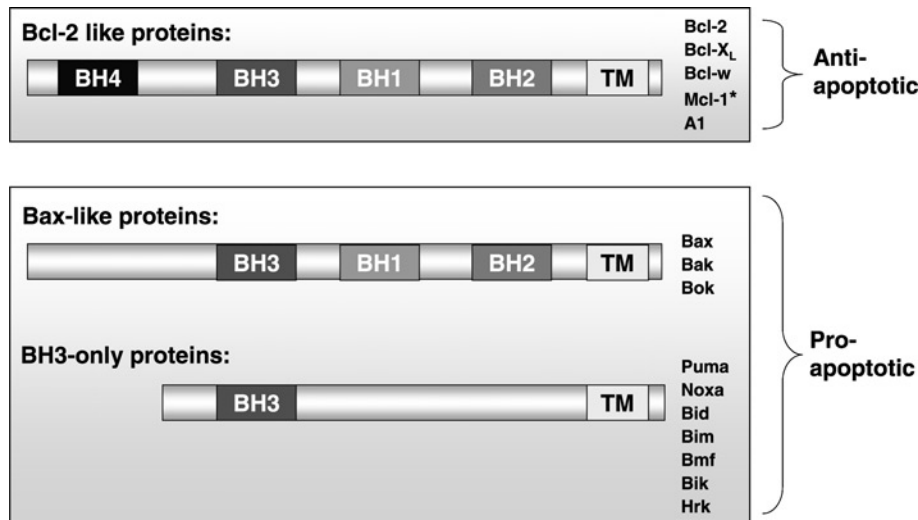 Bcl-2 like proteins:
BH4 BH3 BH1 BH2 TM
Bcl-2
Bcl-XL
Bcl-w
Mcl-1*
A1
Anti-
apoptotic
Bax-like proteins:
BH3 BH1 BH2 TM
Bax
Bak
Bok
BH3-only proteins:
BH3 TM
Puma
Noxa
Bid
Bim
Bmf
Bik
Hrk
Pro-
apoptotic